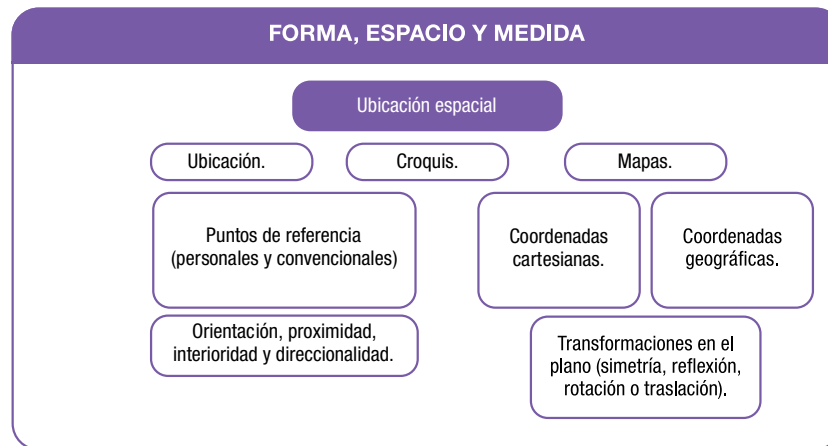 FORMA, ESPACIO Y MEDIDA
Ubicación espacial
Ubicación.
Croquis.
Mapas.
Puntos de referencia
(personales y convencionales)
Coordenadas
cartesianas.
Coordenadas
geográficas.
Orientación, proximidad,
interioridad y direccionalidad.
Transformaciones en el
plano (simetría, reflexión,
rotación o traslación).